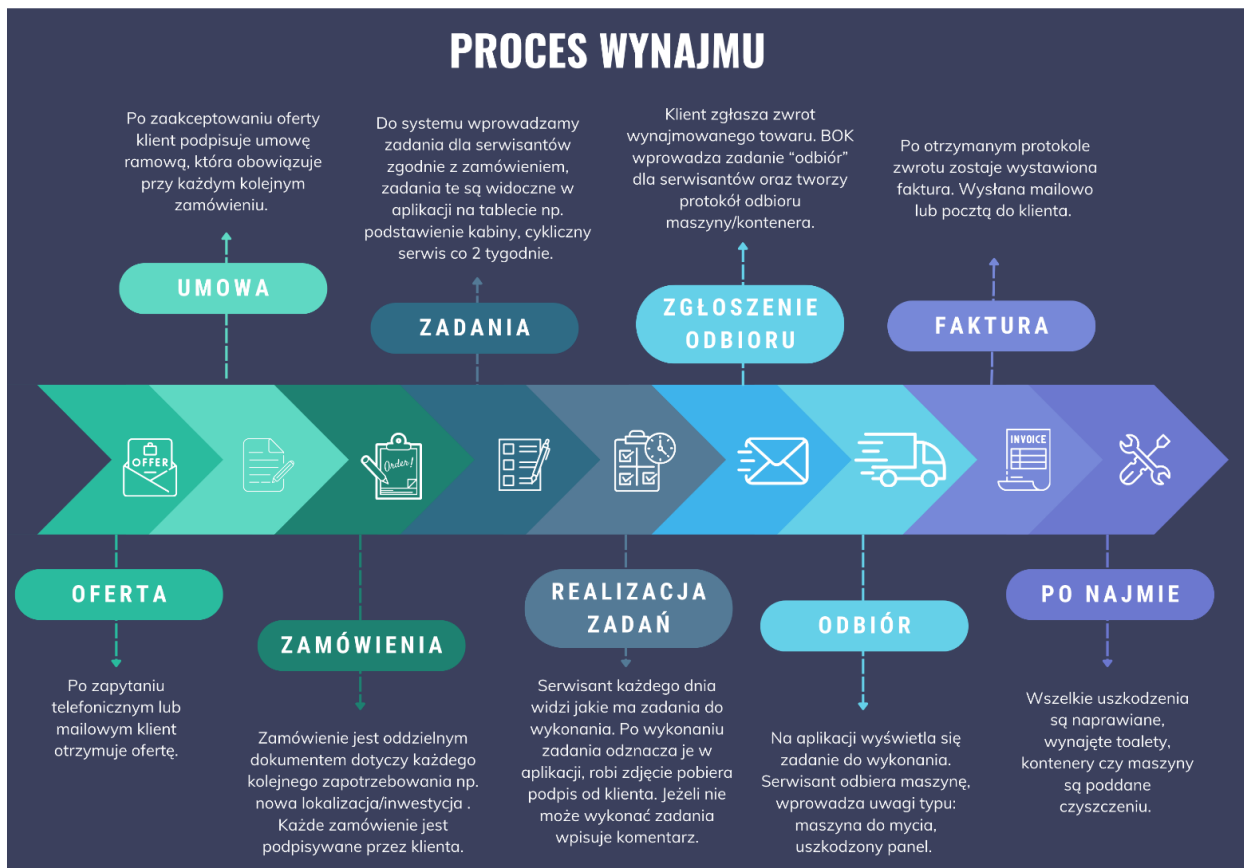 PROCES WYNAJMU
Po zaakceptowaniu oferty
klient podpisuje umowę
ramową, która obowiązuje
przy każdym kolejnym
zamówieniu.
UMOWA
Do systemu wprowadzamy
zadania dla serwisantów
zgodnie z zamówieniem,
zadania te są widoczne w
aplikacji na tablecie np.
podstawienie kabiny, cykliczny
serwis co 2 tygodnie.
ZADANIA
Klient zgłasza zwrot
wynajmowanego towaru. BOK
wprowadza zadanie “odbiór”
dla serwisantów oraz tworzy
protokół odbioru
maszyny/kontenera.
ZGŁOSZENIE
ODBIORU
Po otrzymanym protokole
zwrotu zostaje wystawiona
faktura. Wysłana mailowo
lub pocztą do klienta.
FAKTURA
OFFER
Order!
INVOICE
OFERTA
Po zapytaniu
telefonicznym lub
mailowym klient
otrzymuje ofertę.
ZAMÓWIENIA
Zamówienie jest oddzielnym
dokumentem dotyczy każdego
kolejnego zapotrzebowania np.
nowa lokalizacja/inwestycja .
Każde zamówienie jest
podpisywane przez klienta.
REALIZACJA
ZADAŃ
Serwisant każdego dnia
widzi jakie ma zadania do
wykonania. Po wykonaniu
zadania odznacza je w
aplikacji, robi zdjęcie pobiera
podpis od klienta. Jeżeli nie
może wykonać zadania
wpisuje komentarz.
ODBIÓR
Na aplikacji wyświetla się
zadanie do wykonania.
Serwisant odbiera maszynę,
wprowadza uwagi typu:
maszyna do mycia,
uszkodzony panel.
PO NAJMIE
Wszelkie uszkodzenia
są naprawiane,
wynajęte toalety,
kontenery czy maszyny
są poddane
czyszczeniu.